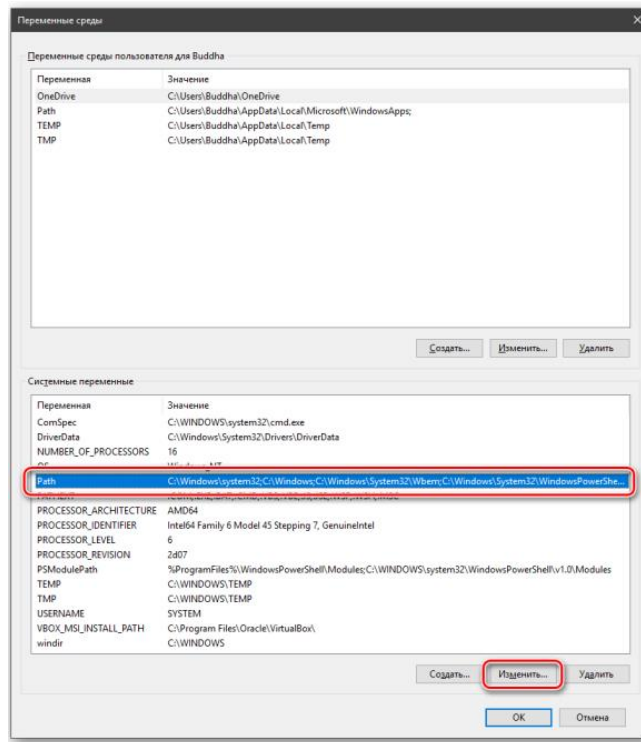 Переменные среды
Переменные среды пользователя для Buddha
Переменная Значение
OneDrive C:\Users\Buddha\OneDrive
Path C:\Users\Buddha\AppData\Local\Microsoft\WindowsApps;
TEMP C:\Users\Buddha\AppData\Local\Temp
TMP C:\Users\Buddha\AppData\Local\Temp
Создать... Изменить... Удалить
Системные переменные
Переменная Значение
ComSpec C:\WINDOWS\system32\cmd.exe
DriverData C:\Windows\System32\Drivers\DriverData
NUMBER_OF_PROCESSORS 16
OS Windows_NT
Path C:\Windows\system32;C:\Windows;C:\Windows\System32\Wbem;C:\Windows\System32\WindowsPowerShe...
PROCESSOR_ARCHITECTURE AMD64
PROCESSOR_IDENTIFIER Intel64 Family 6 Model 45 Stepping 7, GenuineIntel
PROCESSOR_LEVEL 6
PROCESSOR_REVISION 2d07
PSModulePath %ProgramFiles%\WindowsPowerShell\Modules;C:\WINDOWS\system32\WindowsPowerShell\v1.0\Modules
TEMP C:\WINDOWS\TEMP
TMP C:\WINDOWS\TEMP
USERNAME SYSTEM
VBOX_MSI_INSTALL_PATH C:\Program Files\Oracle\VirtualBox\
windir C:\WINDOWS
Создать... Изменить... Удалить
OK Отмена